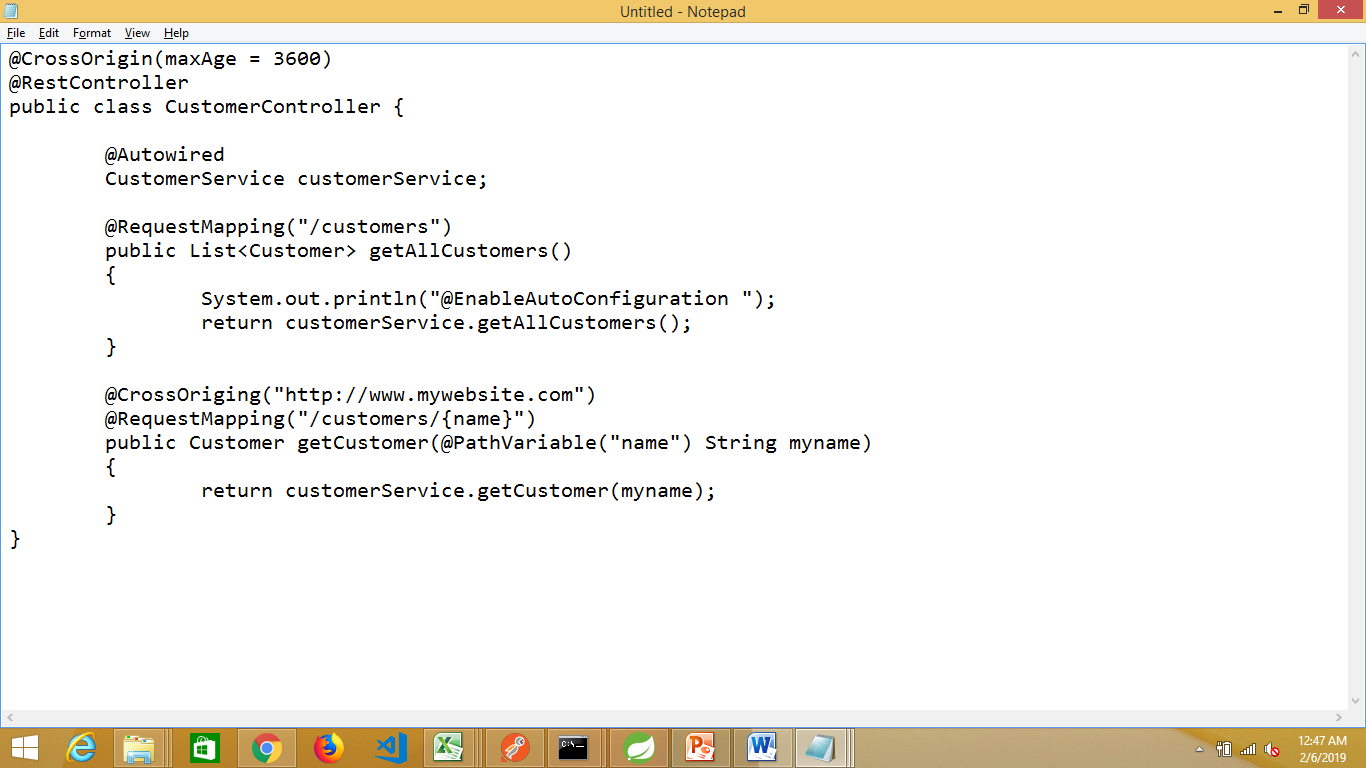 Untitled - Notepad
File Edit Format View Help
@CrossOrigin(maxAge = 3600)
@RestController
public class CustomerController {
@Autowired
CustomerService customerService;
@RequestMapping("/customers")
public List<Customer> getAllCustomers()
{
System.out.println("@EnableAutoConfiguration ");
return customerService.getAllCustomers();
}
@CrossOriging("http://www.mywebsite.com")
@RequestMapping("/customers/{name}")
public Customer getCustomer(@PathVariable("name") String myname)
{
return customerService.getCustomer(myname);
}
}
12:47 AM
2/6/2019